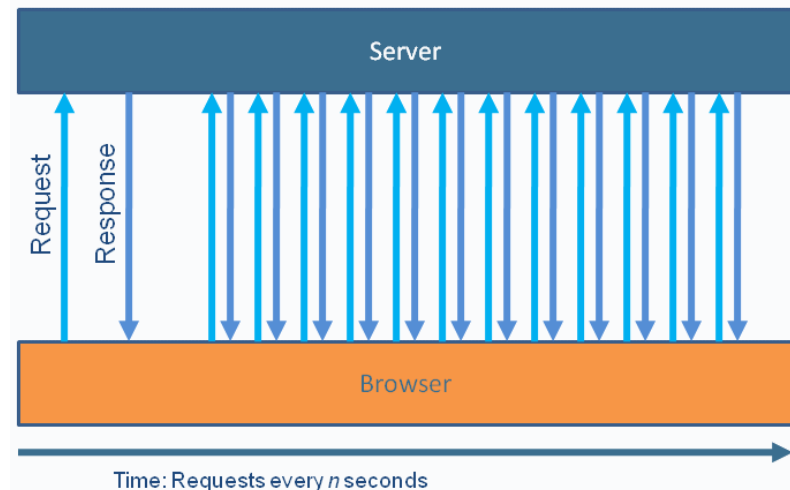 Server
Request
Response
Browser
Time: Requests every n seconds